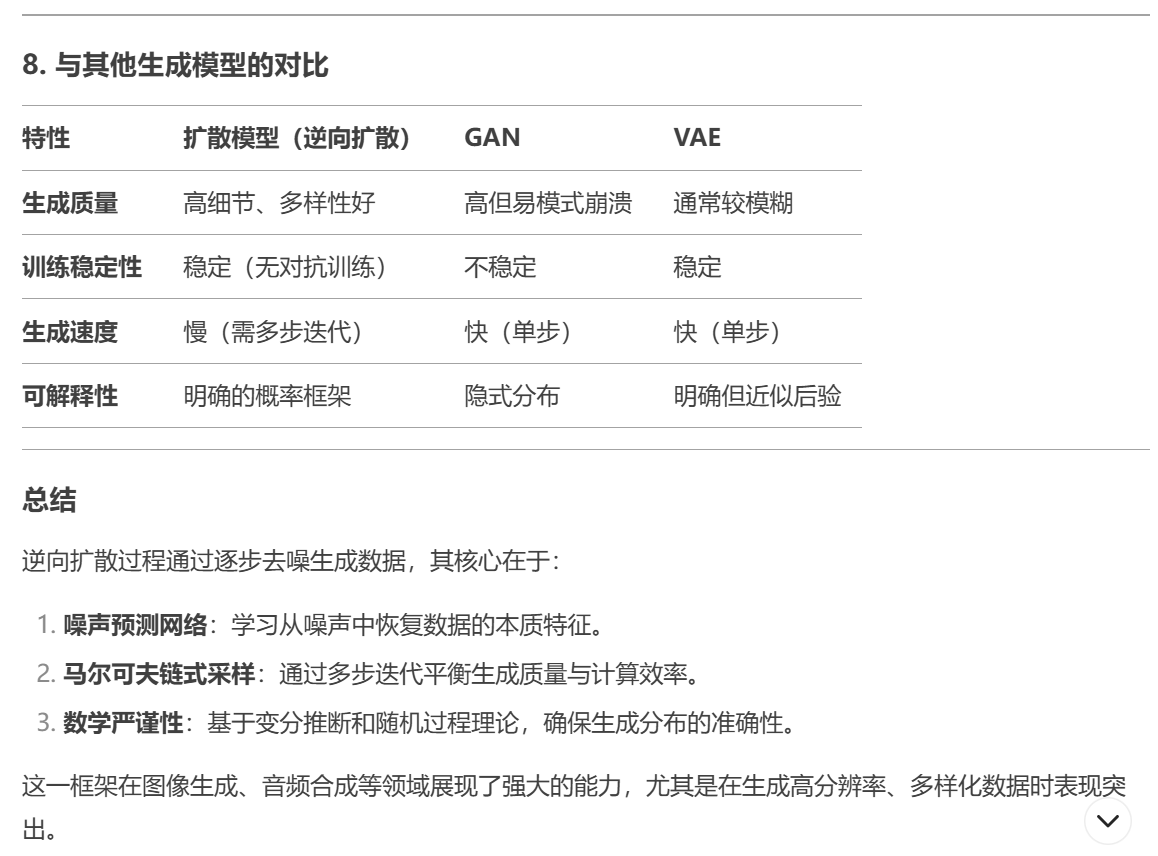 8. 与其他生成模型的对比
特性 扩散模型（逆向扩散） GAN VAE
生成质量 高细节、多样性好 高但易模式崩溃 通常较模糊
训练稳定性 稳定（无对抗训练） 不稳定 稳定
生成速度 慢（需多步迭代） 快（单步） 快（单步）
可解释性 明确的概率框架 隐式分布 明确但近似后验
总结
逆向扩散过程通过逐步去噪生成数据，其核心在于：
1. 噪声预测网络：学习从噪声中恢复数据的本质特征。
2. 马尔可夫链式采样：通过多步迭代平衡生成质量与计算效率。
3. 数学严谨性：基于变分推断和随机过程理论，确保生成分布的准确性。
这一框架在图像生成、音频合成等领域展现了强大的能力，尤其是在生成高分辨率、多样化数据时表现突
出。